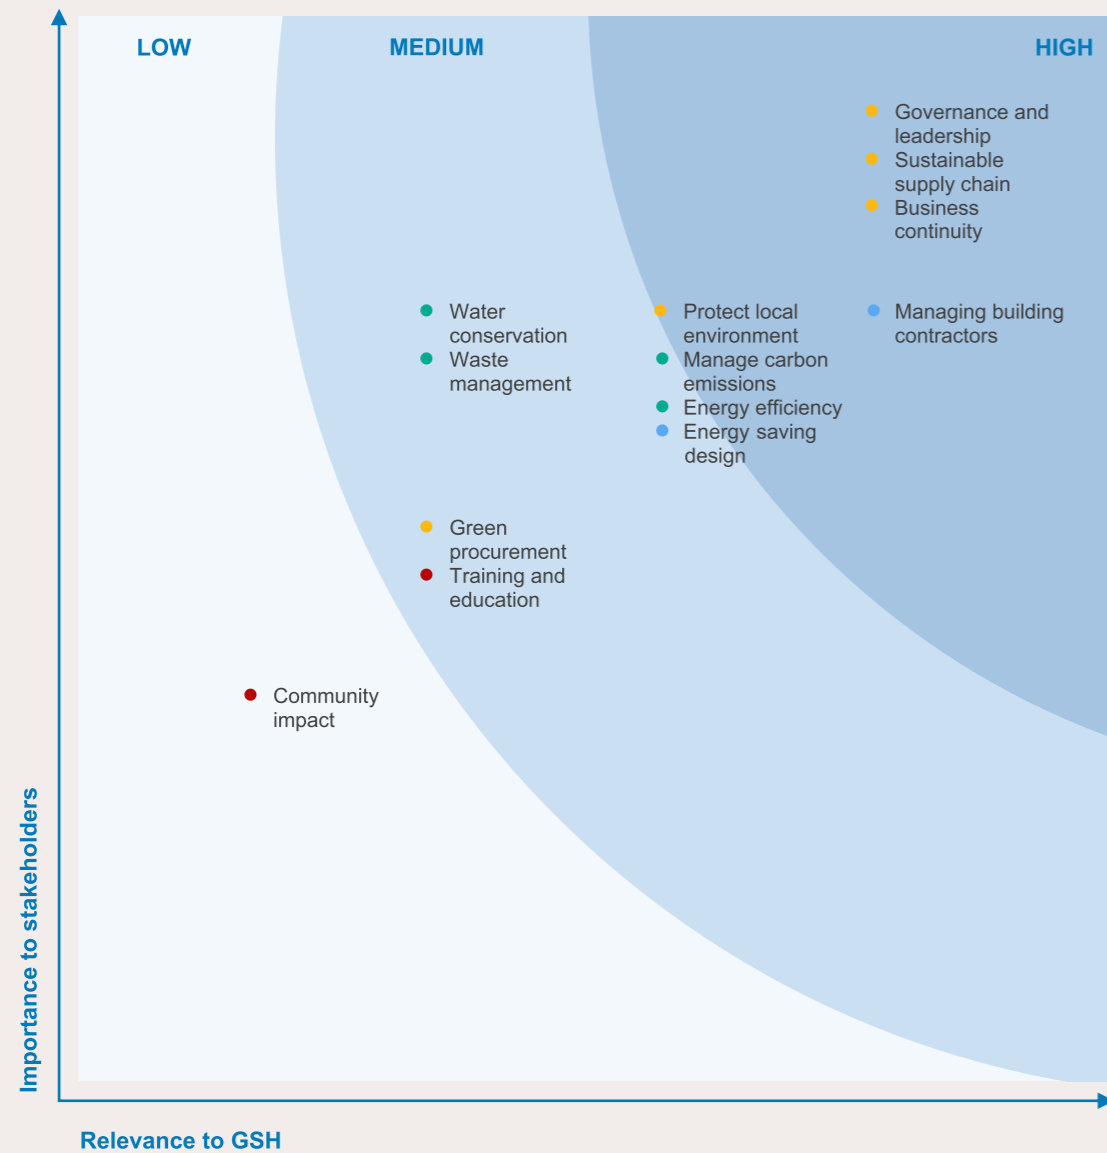 LOW
MEDIUM
HIGH
Governance and
leadership
Sustainable
supply chain
Business
continuity
Water
conservation
Waste
management
Protect local
environment
Manage carbon
emissions
Energy efficiency
Energy saving
design
Managing building
contractors
Green
procurement
Training and
education
Community
impact
Importance to stakeholders
Relevance to GSH